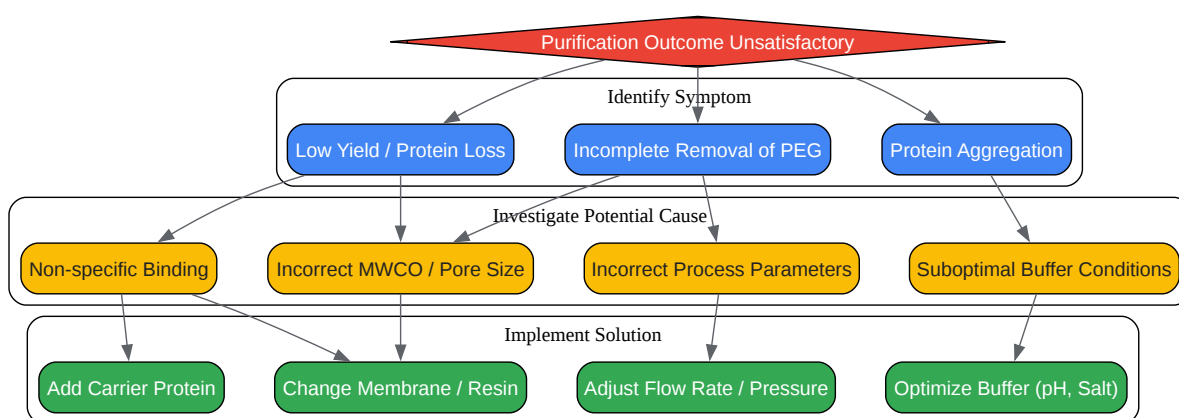 Purification Outcome Unsatisfactory
Identify Symptom
Low Yield / Protein Loss
Incomplete Removal of PEG
Protein Aggregation
Investigate Potential Cause
Non-specific Binding
Incorrect MWCO / Pore Size
Incorrect Process Parameters
Suboptimal Buffer Conditions
Implement Solution
Add Carrier Protein
Change Membrane / Resin
Adjust Flow Rate / Pressure
Optimize Buffer (pH, Salt)